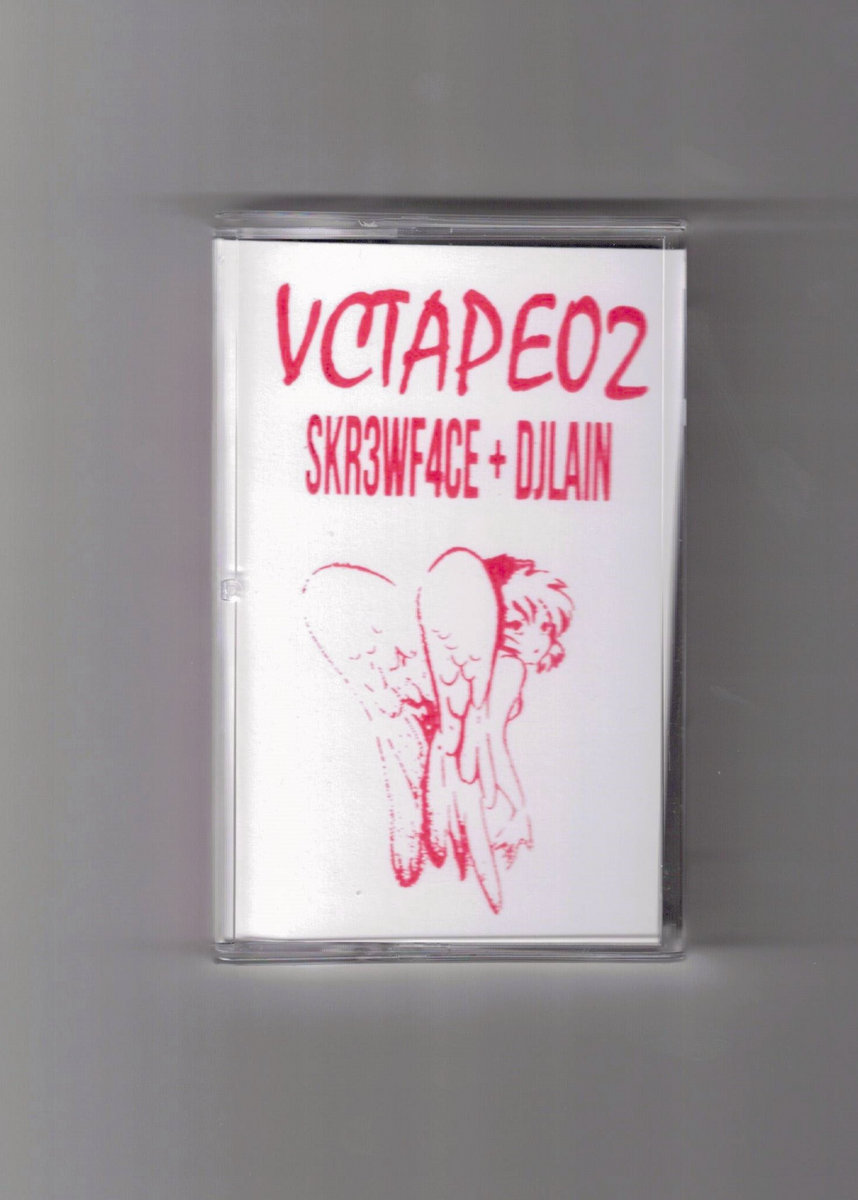 VCTAPE02
SKR3WF4CE + DJLAIN